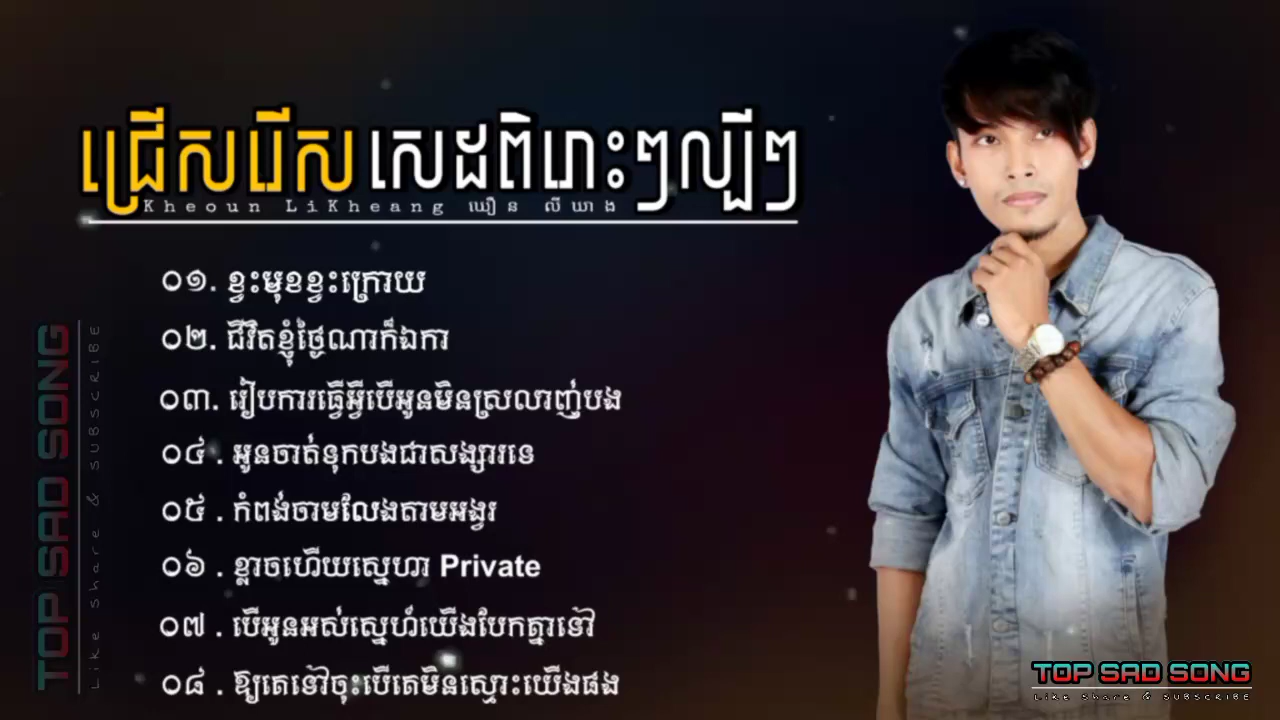 ជ្រើសរើស សេដពិរោះៗល្បីៗ
Kheoun LiKheang ឃឿន លីឃាង
០១. ខ្វះមុខខ្វះក្រោយ
០២. ជីវិតខ្ញុំថ្ងៃណាក៏ឯកា
០៣. រៀបការធ្វើអ្វីបើអូនមិនស្រលាញ់បង
០៤ . អូនចាត់ទុកបងជាសង្សារទេ
០៥ . កំពង់ចាមលែងតាមអង្វរ
០៦ . ខ្លាចហើយស្នេហា Private
០៧ . បើអូនអស់ស្នេហ៍យើងបែកគ្នាទៅ
០៨ . ឱ្យគេទៅចុះបើគេមិនស្មោះយើងផង
TOP SAD SONG
Like Share & SUBSCRIBE
TOP SAD SONG
Like Share & SUBSCRIBE